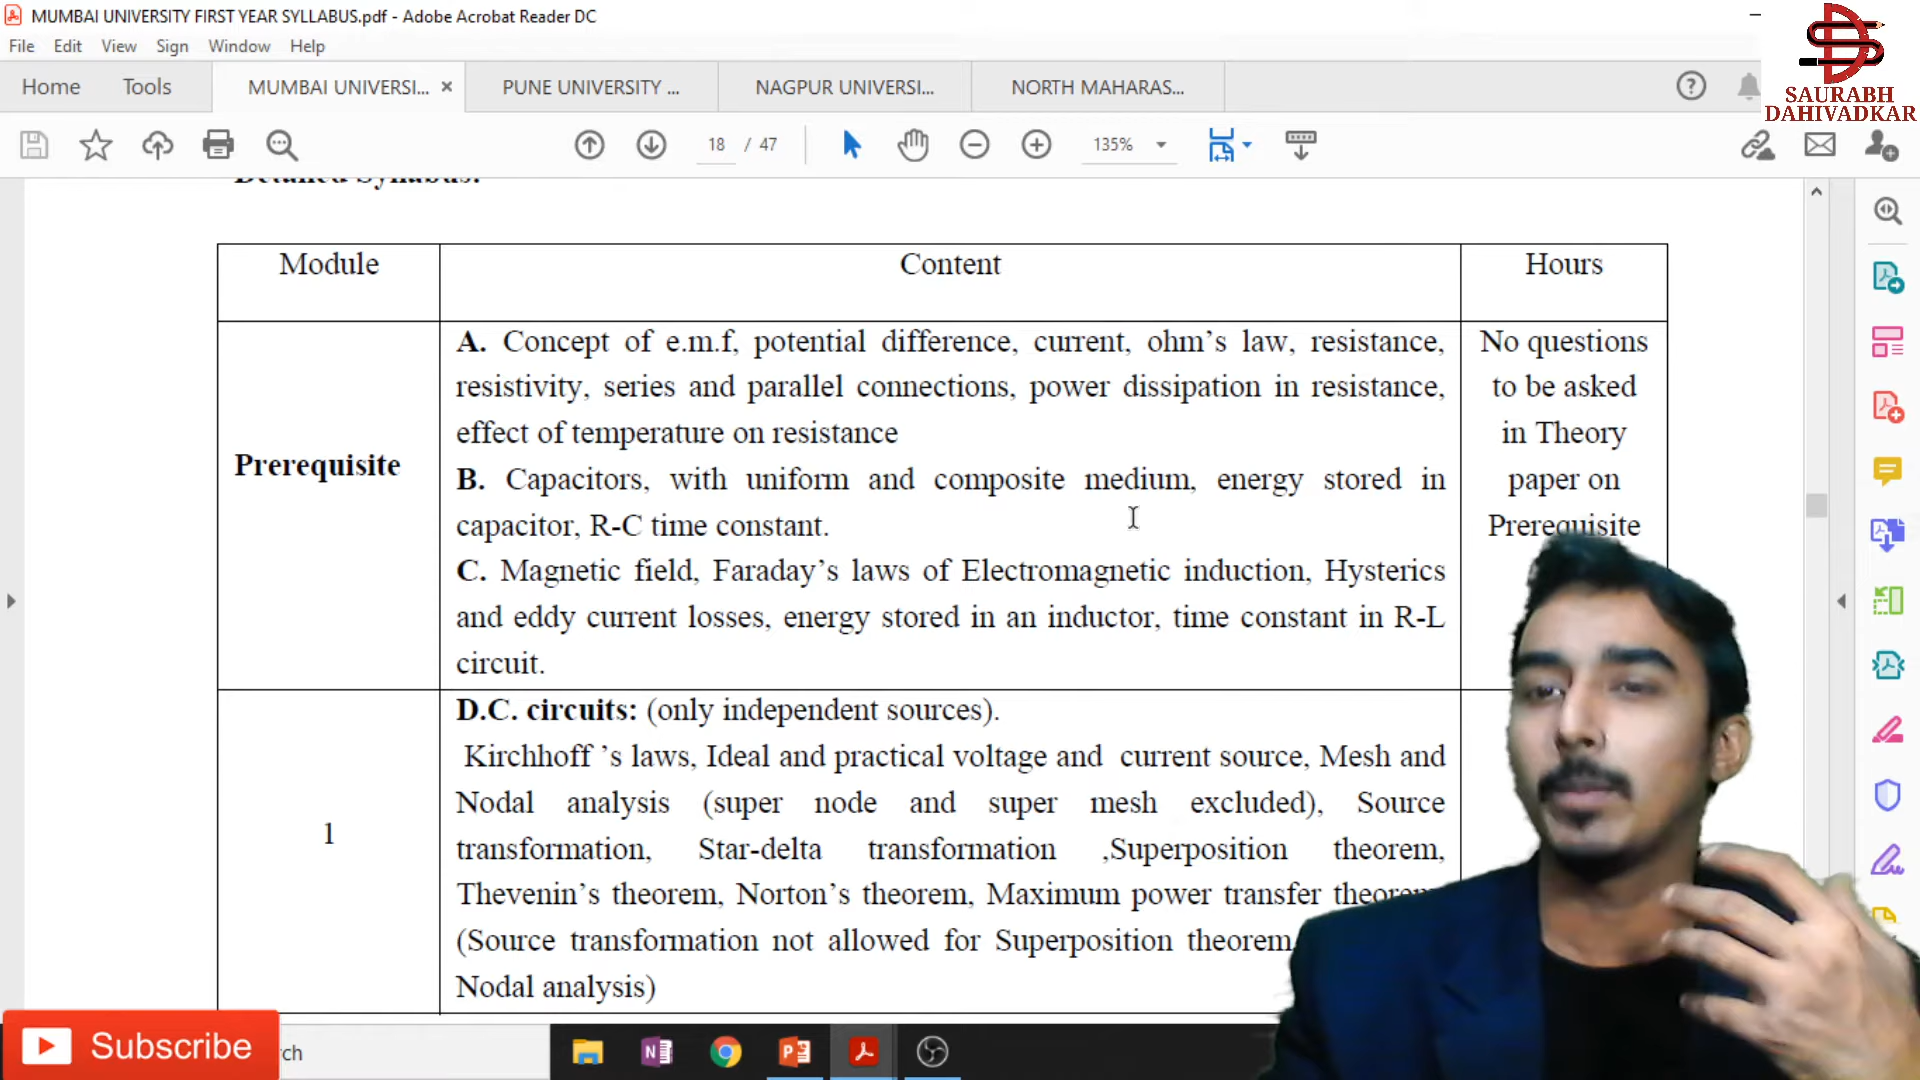 MUMBAI UNIVERSITY FIRST YEAR SYLLABUS.pdf - Adobe Acrobat Reader DC
File Edit View Sign Window Help
Home Tools MUMBAI UNIVERSI... × PUNE UNIVERSITY ... NAGPUR UNIVERSI... NORTH MAHARAS...
SAURABH
DAHIVADKAR
18 / 47 135%
Detailed Syllabus:
Module Content Hours
Prerequisite
A. Concept of e.m.f, potential difference, current, ohm's law, resistance,
resistivity, series and parallel connections, power dissipation in resistance,
effect of temperature on resistance
B. Capacitors, with uniform and composite medium, energy stored in
capacitor, R-C time constant.
C. Magnetic field, Faraday's laws of Electromagnetic induction, Hysterics
and eddy current losses, energy stored in an inductor, time constant in R-L
circuit.
No questions
to be asked
in Theory
paper on
Prerequisite
1
D.C. circuits: (only independent sources).
Kirchhoff 's laws, Ideal and practical voltage and current source, Mesh and
Nodal analysis (super node and super mesh excluded), Source
transformation, Star-delta transformation ,Superposition theorem,
Thevenin's theorem, Norton's theorem, Maximum power transfer theorem
(Source transformation not allowed for Superposition theorem
Nodal analysis)
Subscribe
rch